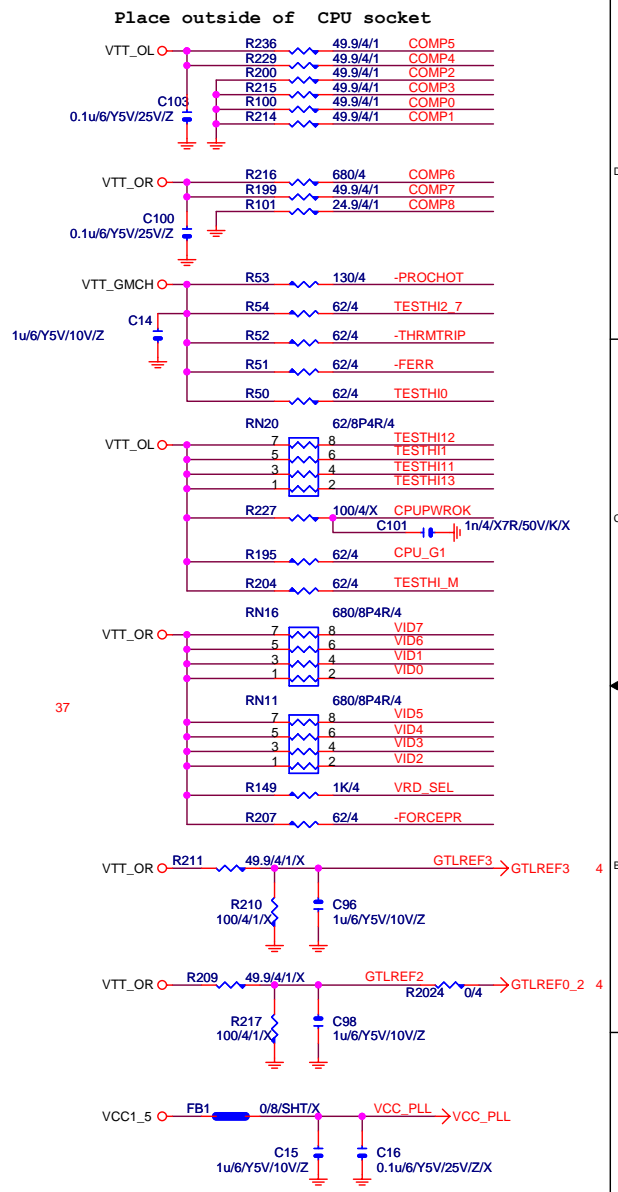 Place outside of CPU socket
VTT_OL R236 49.9/4/1 COMP5
R229 49.9/4/1 COMP4
R200 49.9/4/1 COMP2
R215 49.9/4/1 COMP3
C103 R100 49.9/4/1 COMP0
0.1u/6/Y5V/25V/Z R214 49.9/4/1 COMP1
D
VTT_OR R216 680/4 COMP6
R199 49.9/4/1 COMP7
R101 24.9/4/1 COMP8
C100
0.1u/6/Y5V/25V/Z
VTT_GMCH R53 130/4 -PROCHOT
R54 62/4 TESTHI2_7
C14
1u/6/Y5V/10V/Z R52 62/4 -THRMTRIP
R51 62/4 -FERR
R50 62/4 TESTHI0
RN20 62/8P4R/4
VTT_OL 7 8 TESTHI12
5 6 TESTHI1
3 4 TESTHI11
1 2 TESTHI13
R227 100/4/X CPUPWROK
C101 1n/4/X7R/50V/K/X
C
R195 62/4 CPU_G1
R204 62/4 TESTHI_M
RN16 680/8P4R/4
VTT_OR 7 8 VID7
5 6 VID6
3 4 VID1
1 2 VID0
37
RN11 680/8P4R/4
7 8 VID5
5 6 VID4
3 4 VID3
1 2 VID2
R149 1K/4 VRD_SEL
R207 62/4 -FORCEPR
VTT_OR R211 49.9/4/1/X GTLREF3 GTLREF3 4
B
R210 C96
100/4/1/X 1u/6/Y5V/10V/Z
VTT_OR R209 49.9/4/1/X GTLREF2 R2024 0/4 GTLREF0_2 4
R217 C98
100/4/1/X 1u/6/Y5V/10V/Z
VCC1_5 FB1 0/8/SHT/X VCC_PLL VCC_PLL
C15 C16
1u/6/Y5V/10V/Z 0.1u/6/Y5V/25V/Z/X